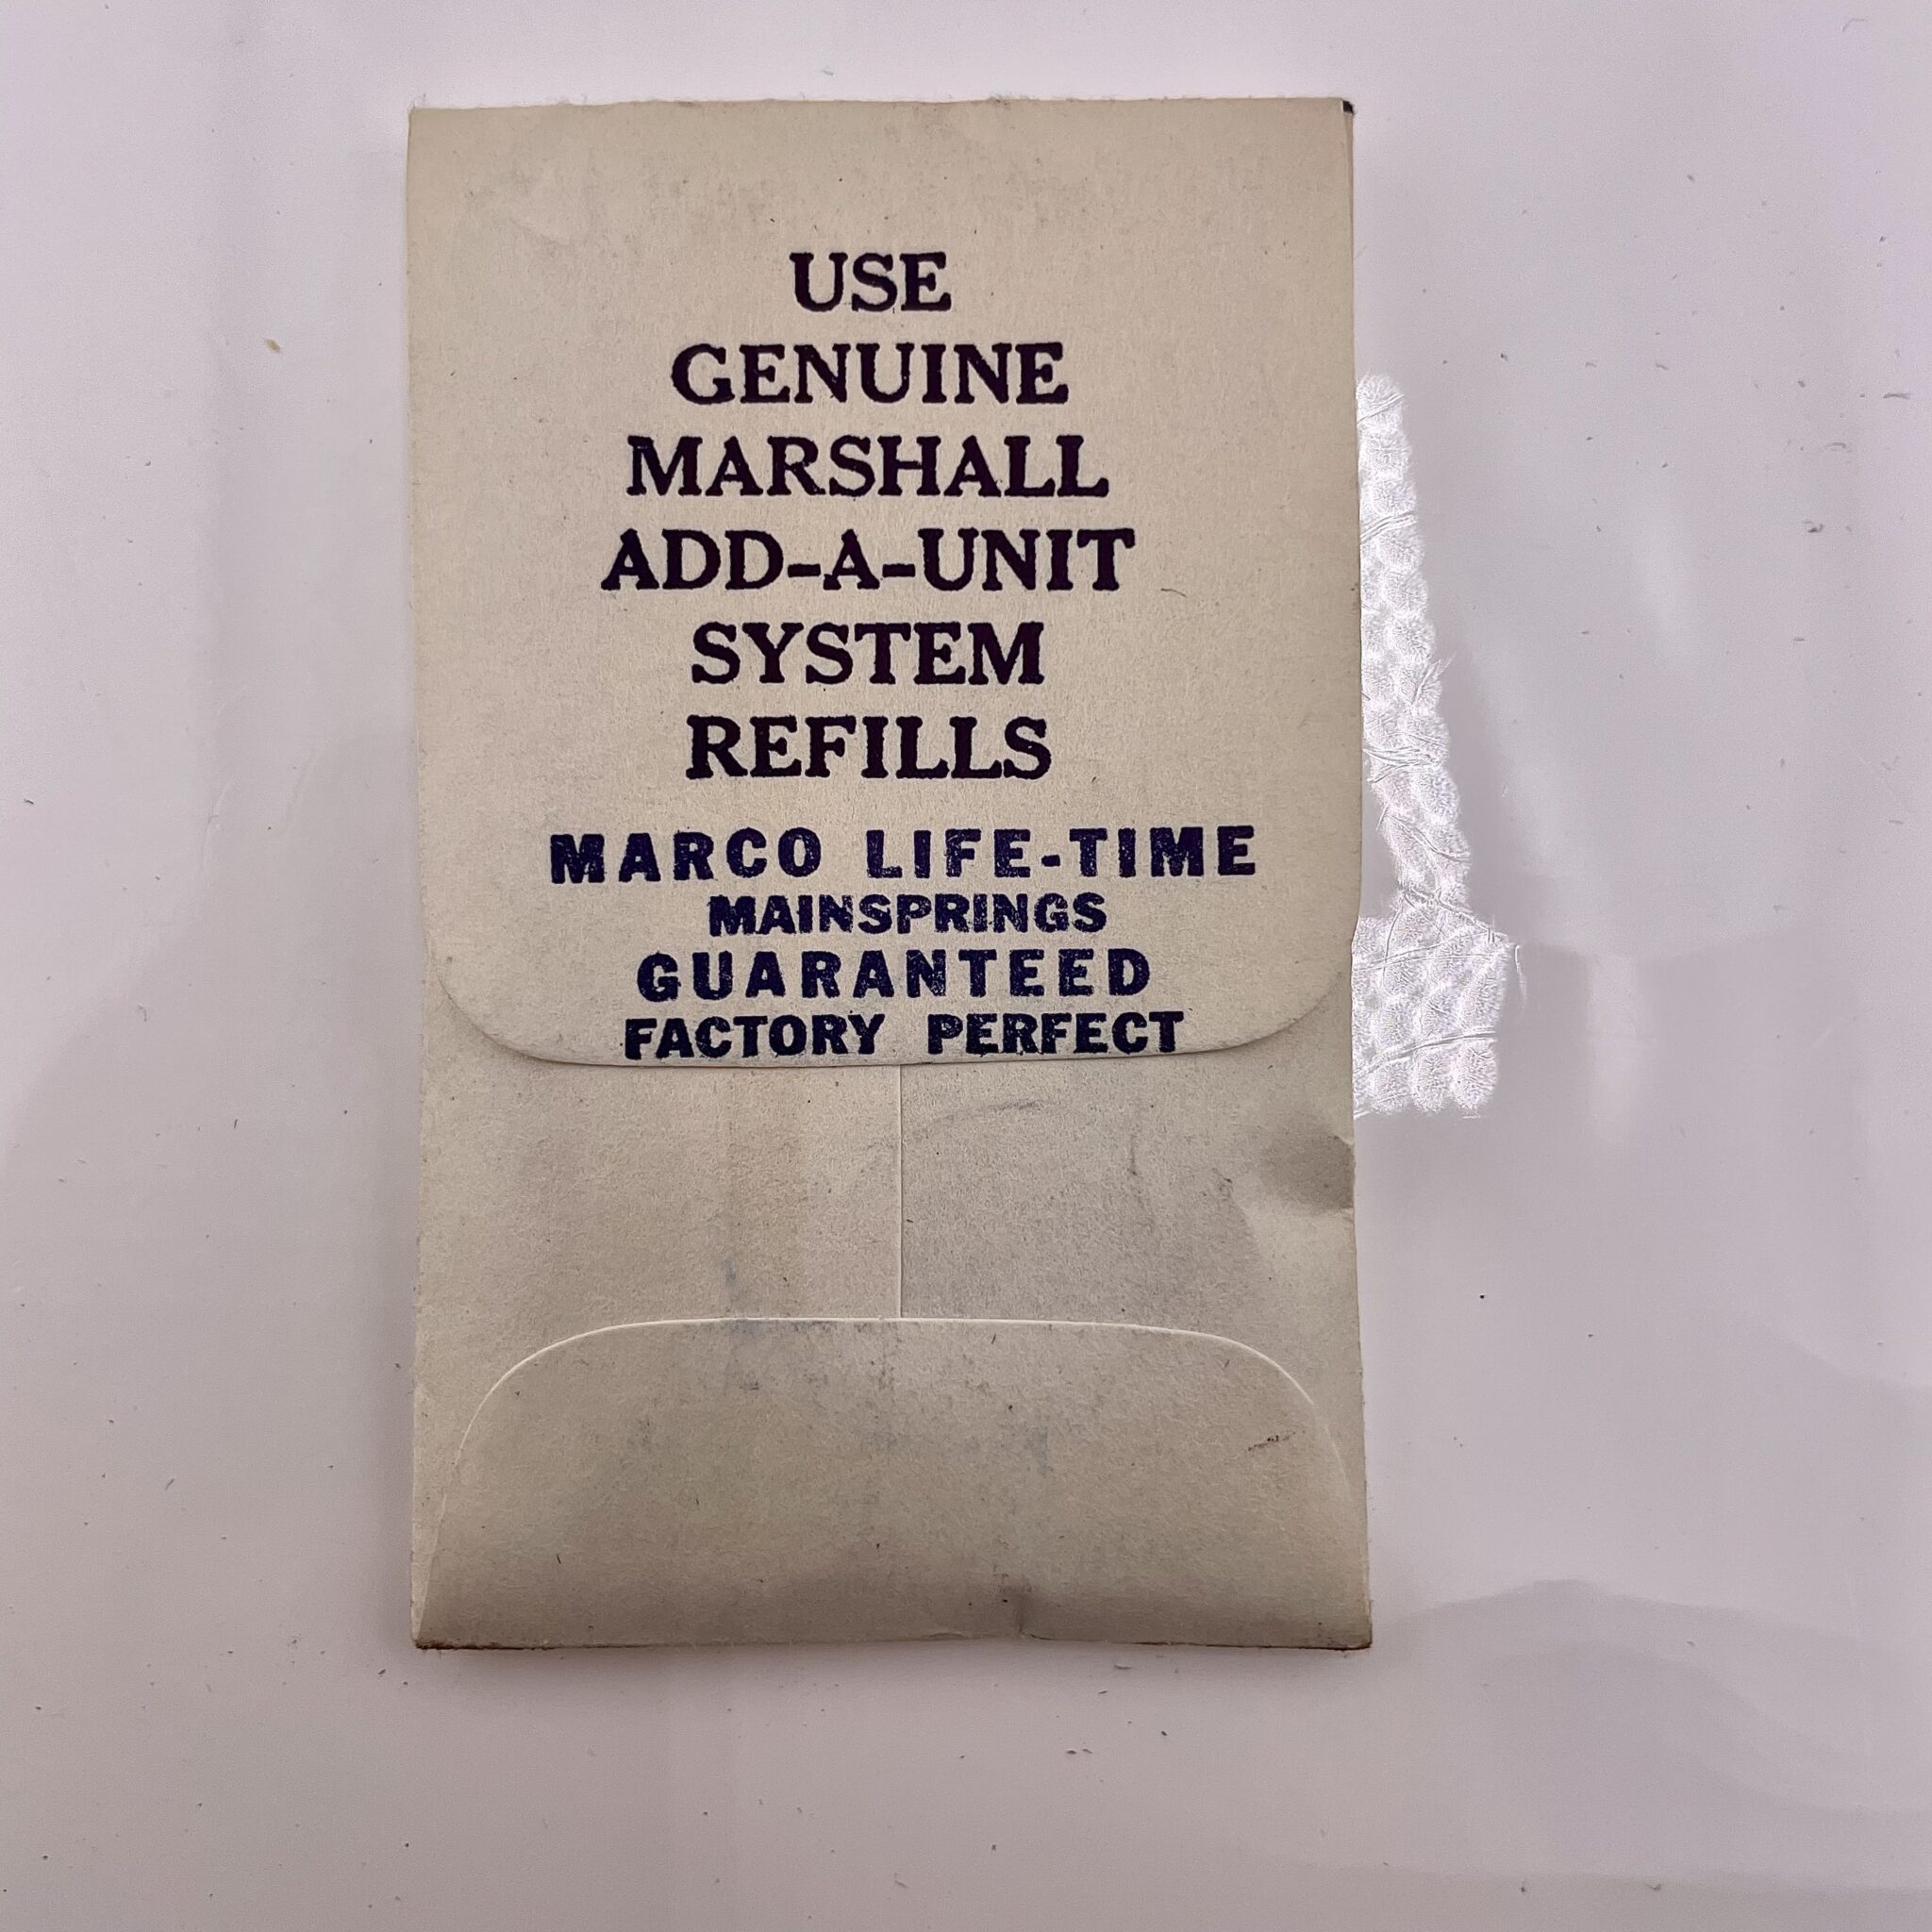 USE
GENUINE
MARSHALL
ADD-A-UNIT
SYSTEM
REFILLS
MARCO LIFE-TIME
MAINSPRINGS
GUARANTEED
FACTORY PERFECT